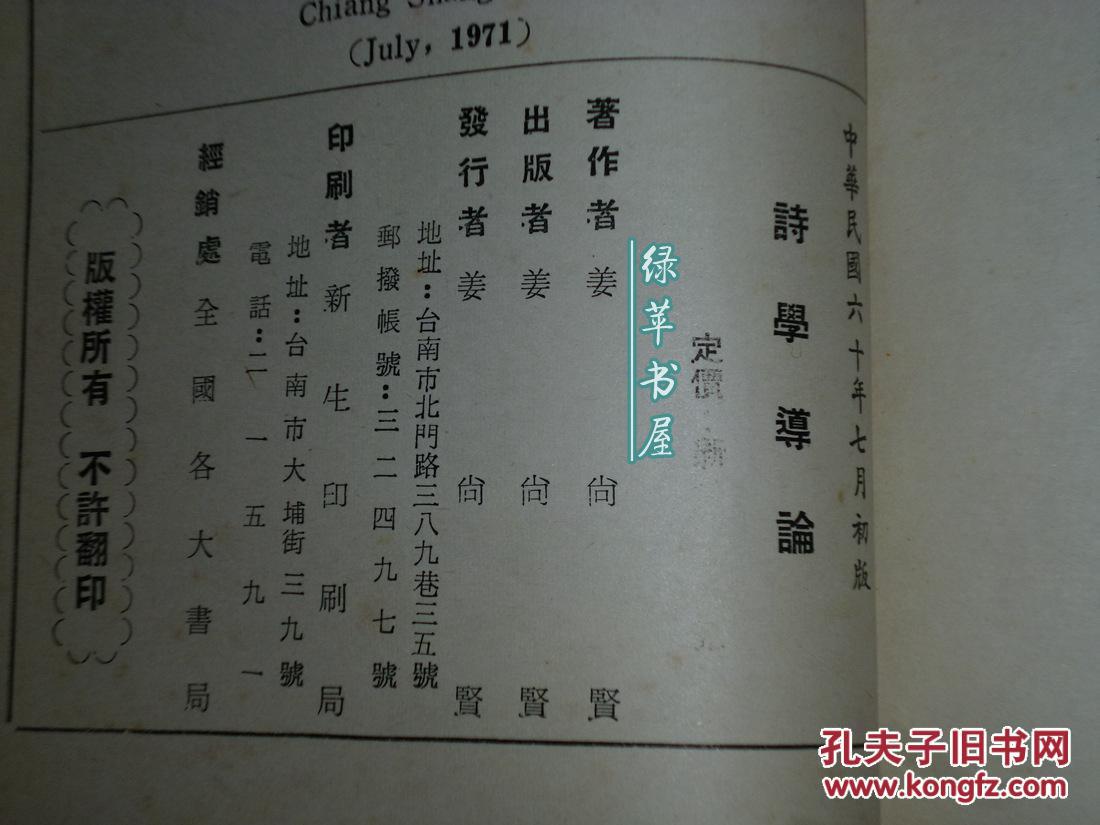 Chiang
(July, 1971)
中華民國六十年七月初版
詩學導論
定價
著作者 姜尙賢
出版者 姜尙賢
發行者 姜尙賢
地址：台南市北門路三八九巷三五號
郵撥帳號：三二四九七號
印刷者 新生印刷局
地址：台南市大埔街三九號
電話：二一五九一
經銷處 全國各大書局
版權所有 不許翻印
绿苹书屋
孔夫子旧书网
www.kongfz.com